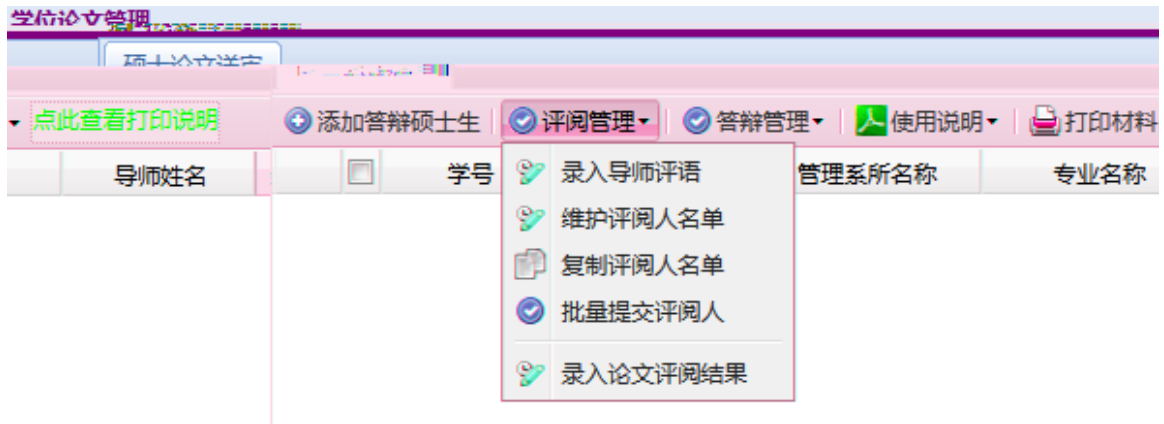 学位论文管理
硕士论文送审
点此查看打印说明 添加答辩硕士生 评阅管理 答辩管理 使用说明 打印材料
导师姓名 学号 管理系所名称 专业名称
录入导师评语
维护评阅人名单
复制评阅人名单
批量提交评阅人
录入论文评阅结果